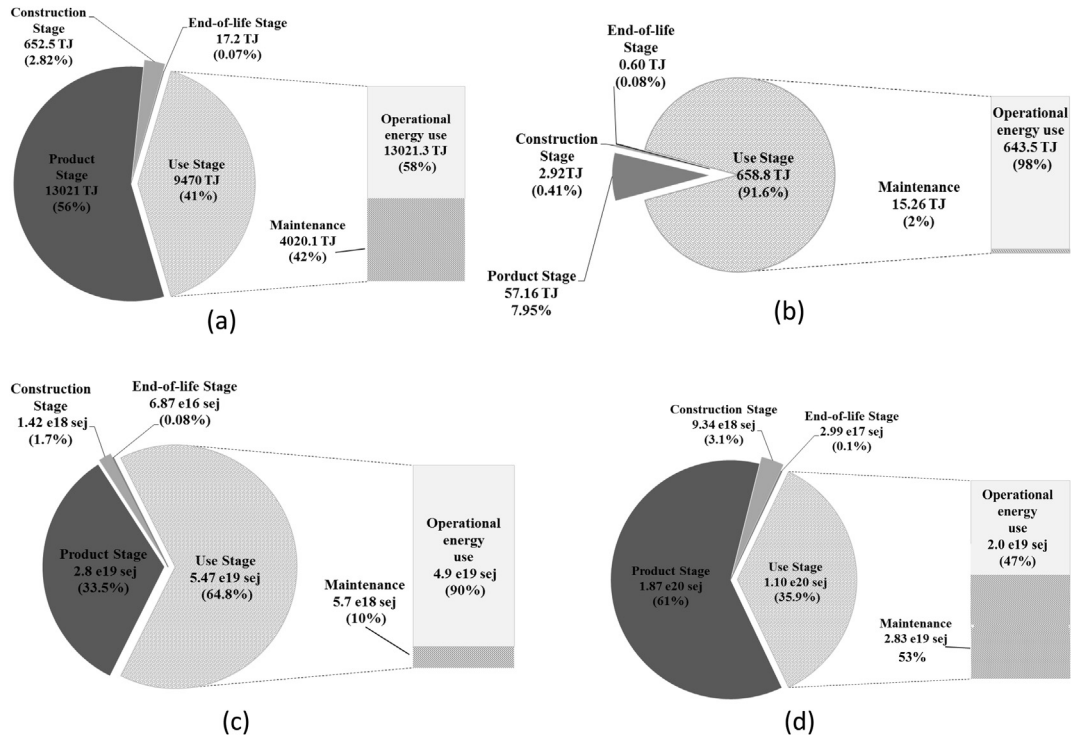 Construction
Stage
652.5 TJ
(2.82%)
End-of-life Stage
17.2 TJ
(0.07%)
Product
Stage
13021 TJ
(56%)
Use Stage
9470 TJ
(41%)
Operational
energy use
13021.3 TJ
(58%)
Maintenance
4020.1 TJ
(42%)
(a)
End-of-life
Stage
0.60 TJ
(0.08%)
Construction
Stage
2.92TJ
(0.41%)
Use Stage
658.8 TJ
(91.6%)
Porduct Stage
57.16 TJ
7.95%
Operational
energy use
643.5 TJ
(98%)
Maintenance
15.26 TJ
(2%)
(b)
Construction
Stage
1.42 e18 sej
(1.7%)
End-of-life Stage
6.87 e16 sej
(0.08%)
Product Stage
2.8 e19 sej
(33.5%)
Use Stage
5.47 e19 sej
(64.8%)
Operational
energy
use
4.9 e19 sej
(90%)
Maintenance
5.7 e18 sej
(10%)
(c)
Construction Stage
9.34 e18 sej
(3.1%)
End-of-life Stage
2.99 e17 sej
(0.1%)
Product Stage
1.87 e20 sej
(61%)
Use Stage
1.10 e20 sej
(35.9%)
Operational
energy
use
2.0 e19 sej
(47%)
Maintenance
2.83 e19 sej
53%
(d)